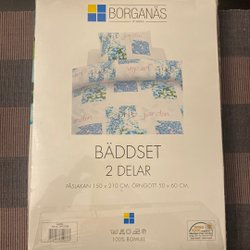 BORGANÄS
BÄDDSET
2 DELAR
PÅSLAKAN 150 x 210 CM. ÖRNGOTT 50 x 60 CM.
100% BOMULL